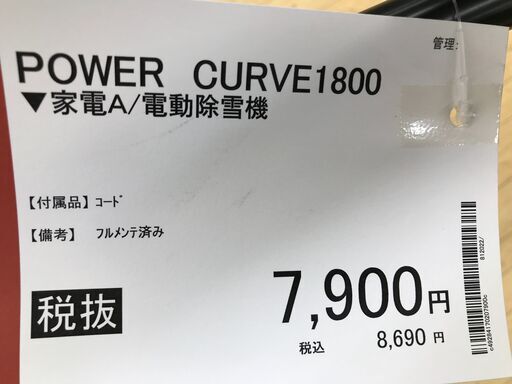 管理:
POWER CURVE1800
▼家電A/電動除雪機
【付属品】コード
【備考】 フルメンテ済み
税抜
7,900円
税込 8,690 円
812022/